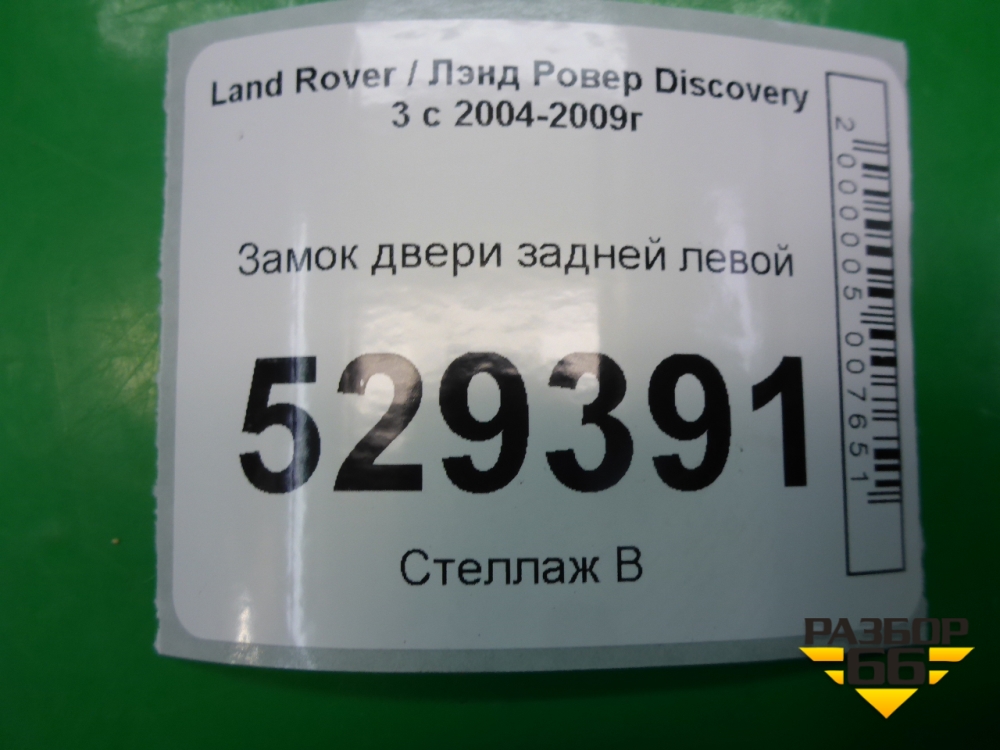 Land Rover / Лэнд Ровер Discovery
3 с 2004-2009г
Замок двери задней левой
529391
Стеллаж В
2000005007651
РАЗБОР
66